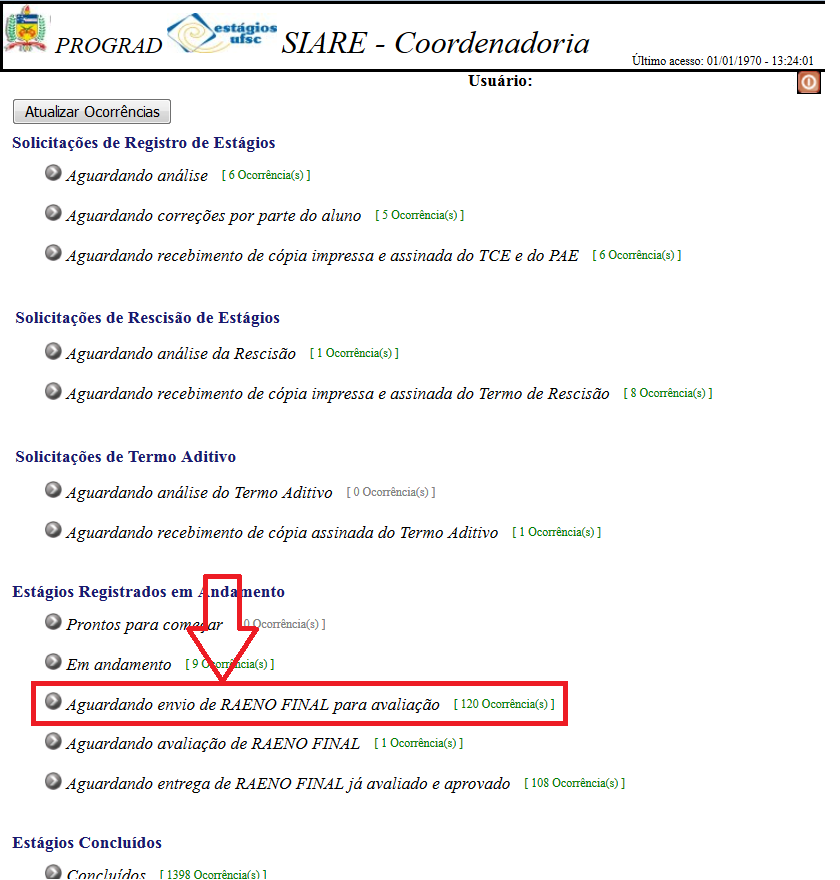 PROGRAD estágios ufsc SIARE - Coordenadoria
Último acesso: 01/01/1970 - 13:24:01
Usuário:
Atualizar Ocorrências
Solicitações de Registro de Estágios
Aguardando análise [ 6 Ocorrência(s) ]
Aguardando correções por parte do aluno [ 5 Ocorrência(s) ]
Aguardando recebimento de cópia impressa e assinada do TCE e do PAE [ 6 Ocorrência(s) ]
Solicitações de Rescisão de Estágios
Aguardando análise da Rescisão [ 1 Ocorrência(s) ]
Aguardando recebimento de cópia impressa e assinada do Termo de Rescisão [ 8 Ocorrência(s) ]
Solicitações de Termo Aditivo
Aguardando análise do Termo Aditivo [ 0 Ocorrência(s) ]
Aguardando recebimento de cópia assinada do Termo Aditivo [ 1 Ocorrência(s) ]
Estágios Registrados em Andamento
Prontos para começar 0 Ocorrência(s) ]
Em andamento [ 9 Ocorrência(s) ]
Aguardando envio de RAENO FINAL para avaliação [ 120 Ocorrência(s) ]
Aguardando avaliação de RAENO FINAL [ 1 Ocorrência(s) ]
Aguardando entrega de RAENO FINAL já avaliado e aprovado [ 108 Ocorrência(s) ]
Estágios Concluídos
Concluídos [ 1398 Ocorrência(s) ]